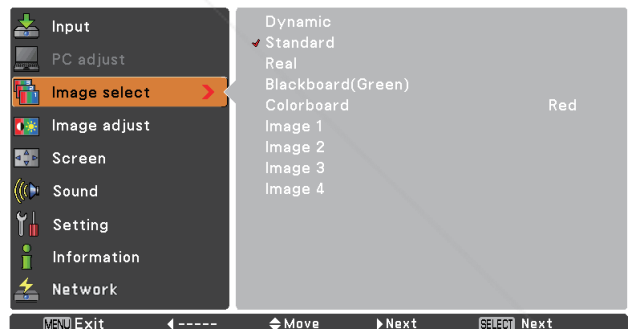 Input
PC adjust
Image select
Image adjust
Screen
Sound
Setting
Information
Network
Dynamic
Standard
Real
Blackboard(Green)
Colorboard Red
Image 1
Image 2
Image 3
Image 4
MENU Exit ----- Move Next SELECT Next